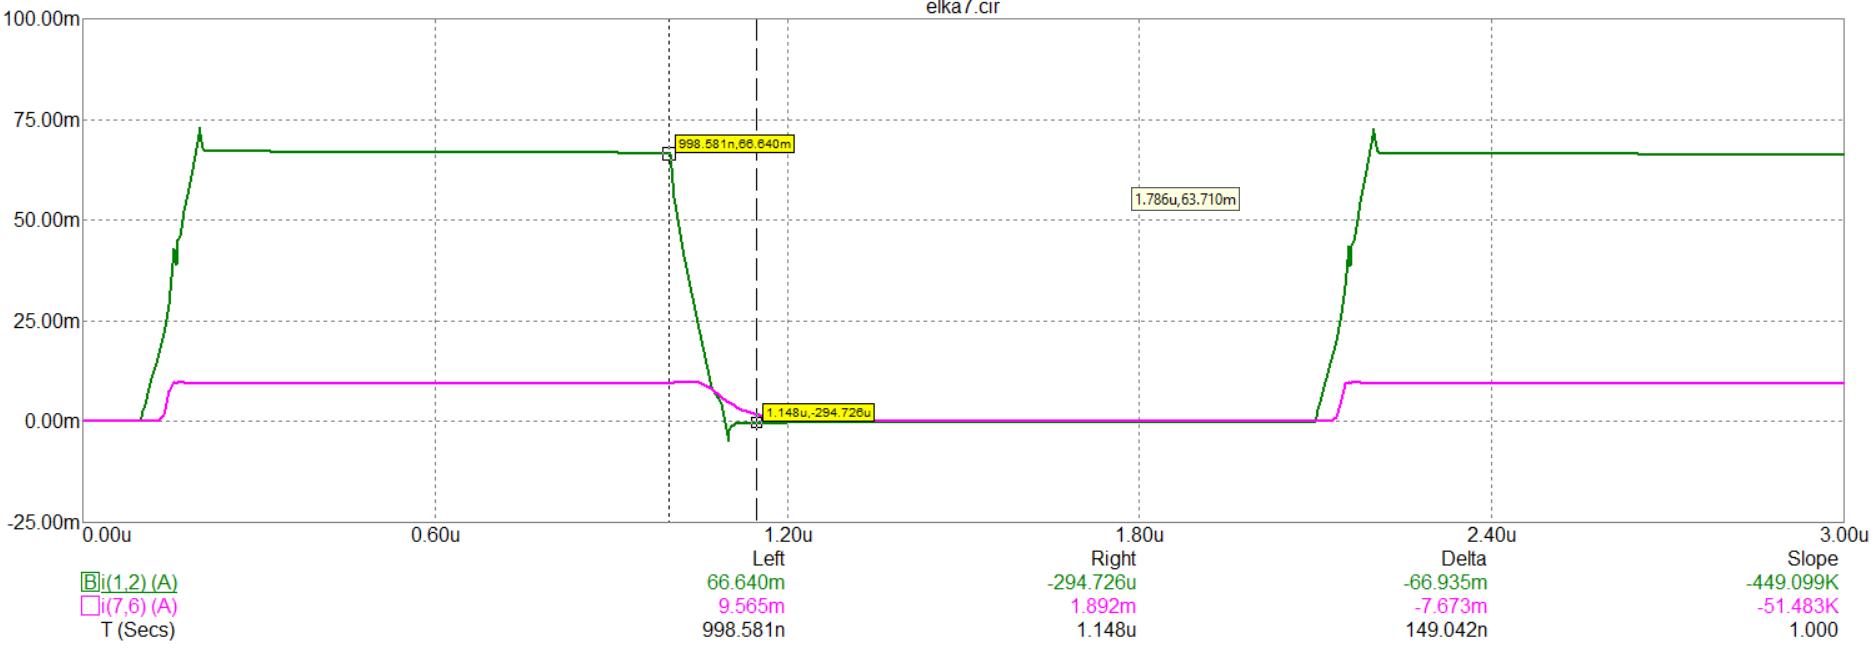 elka7.cir
100.00m
75.00m
998.581n,66.640m
1.786u,63.710m
50.00m
25.00m
1.148u,-294.726u
0.00m
-25.00m
0.00u 0.60u 1.20u 1.80u 2.40u 3.00u
Left Right Delta Slope
B i(1,2) (A) 66.640m -294.726u -66.935m -449.099K
i(7,6) (A) 9.565m 1.892m -7.673m -51.483K
T (Secs) 998.581n 1.148u 149.042n 1.000